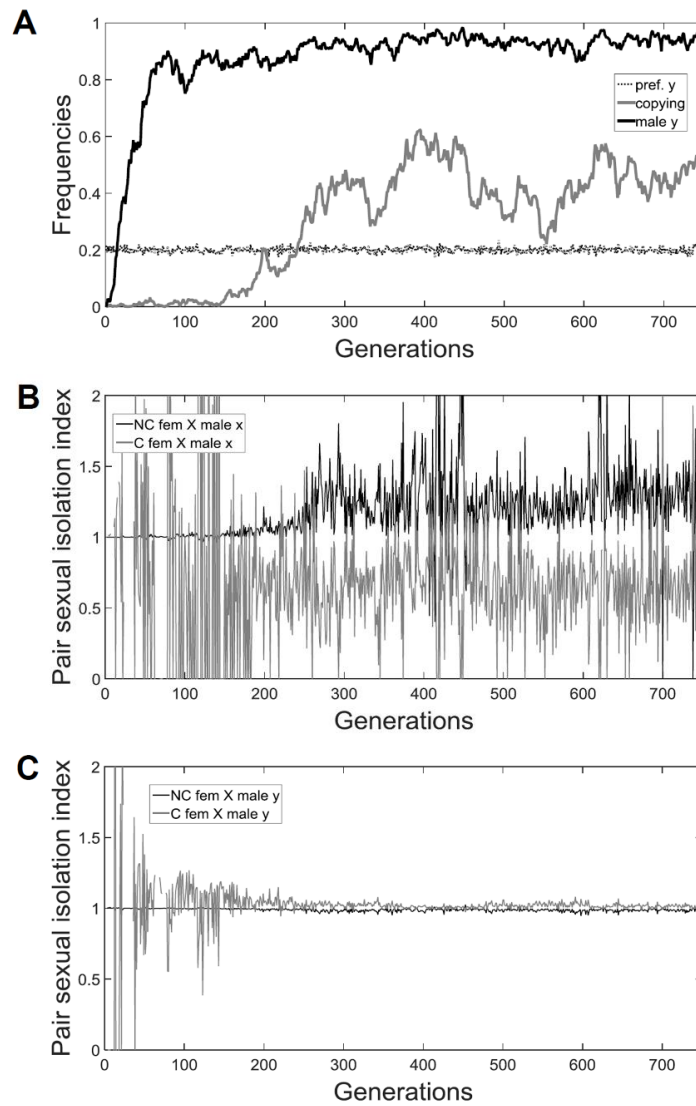 A
Frequencies
1
0.8
0.6
0.4
0.2
0
pref. y
copying
male y
0 100 200 300 400 500 600 700
Generations
B
Pair sexual isolation index
2
1.5
1
0.5
0
NC fem X male x
C fem X male x
0 100 200 300 400 500 600 700
Generations
C
Pair sexual isolation index
2
1.5
1
0.5
0
NC fem X male y
C fem X male y
0 100 200 300 400 500 600 700
Generations